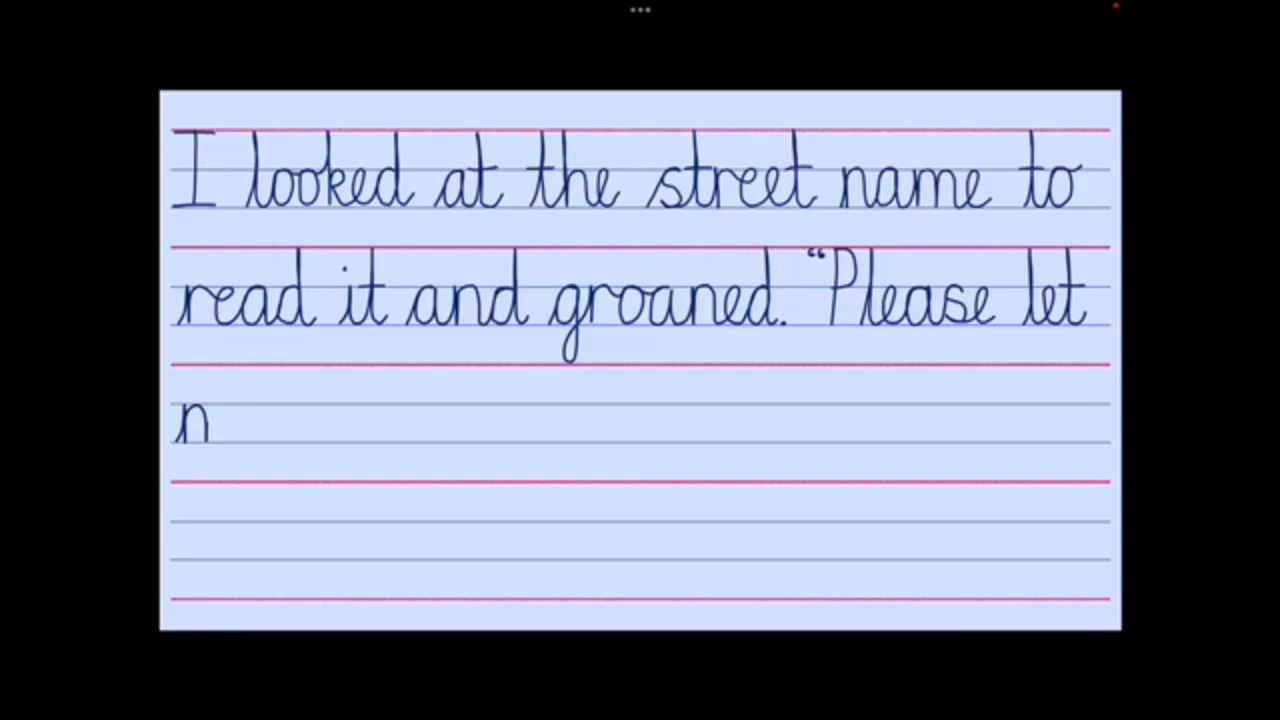 I looked at the street name to
read it and groaned. “Please let
n